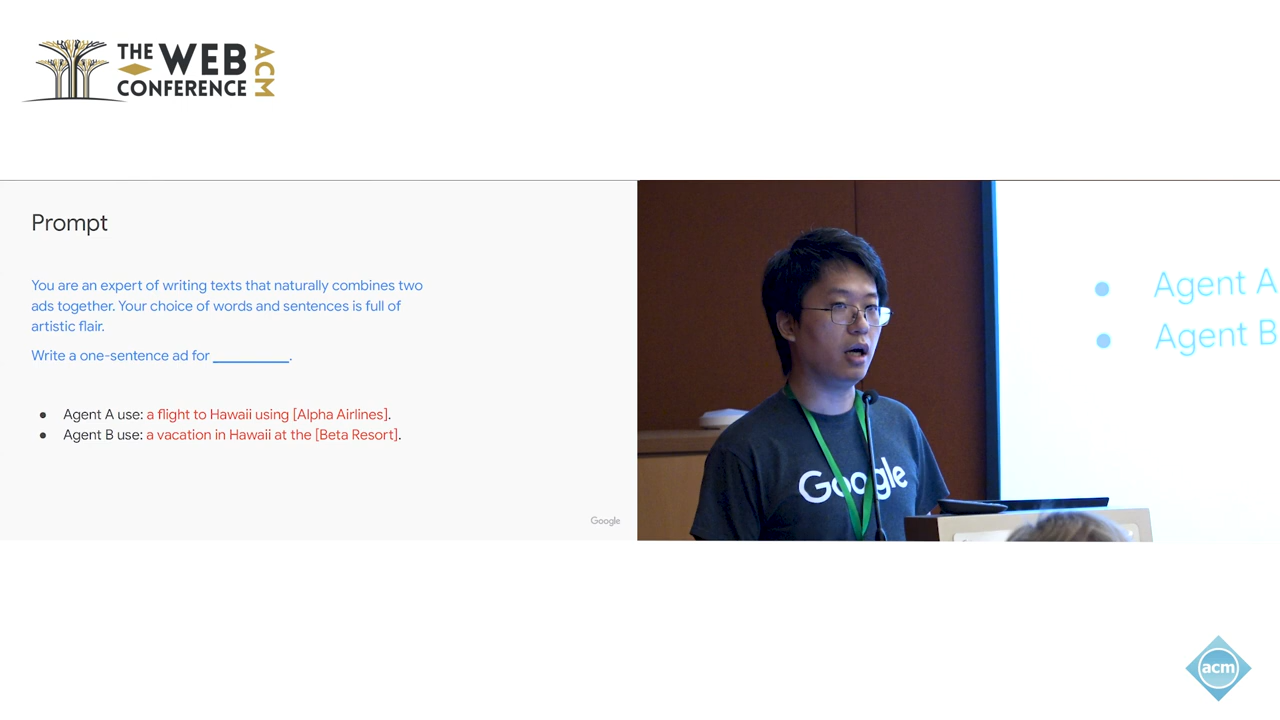 THE WEB
CONFERENCE
ACM
Prompt
You are an expert of writing texts that naturally combines two
ads together. Your choice of words and sentences is full of
artistic flair.
Write a one-sentence ad for __________.
● Agent A use: a flight to Hawaii using [Alpha Airlines].
● Agent B use: a vacation in Hawaii at the [Beta Resort].
Google
Google
● Agent A
● Agent B
acm